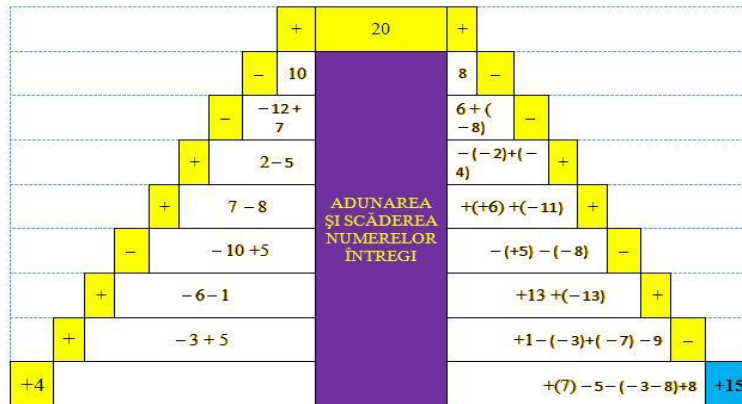 + 20 +
− 10 8 −
− −12 + 6 + ( −
7 −8)
+ 2 − 5 −(−2)+(− +
4)
+ 7 − 8 +(+6) +(−11) +
ADUNAREA
ŞI SCĂDEREA
NUMERELOR
ÎNTREGI
− −10 +5 −(+5) −(−8) −
+ −6 − 1 +13 +(−13) +
+ −3 + 5 +1 −(−3)+(−7) −9 −
+4 +(7) −5 −(−3−8)+8 +15